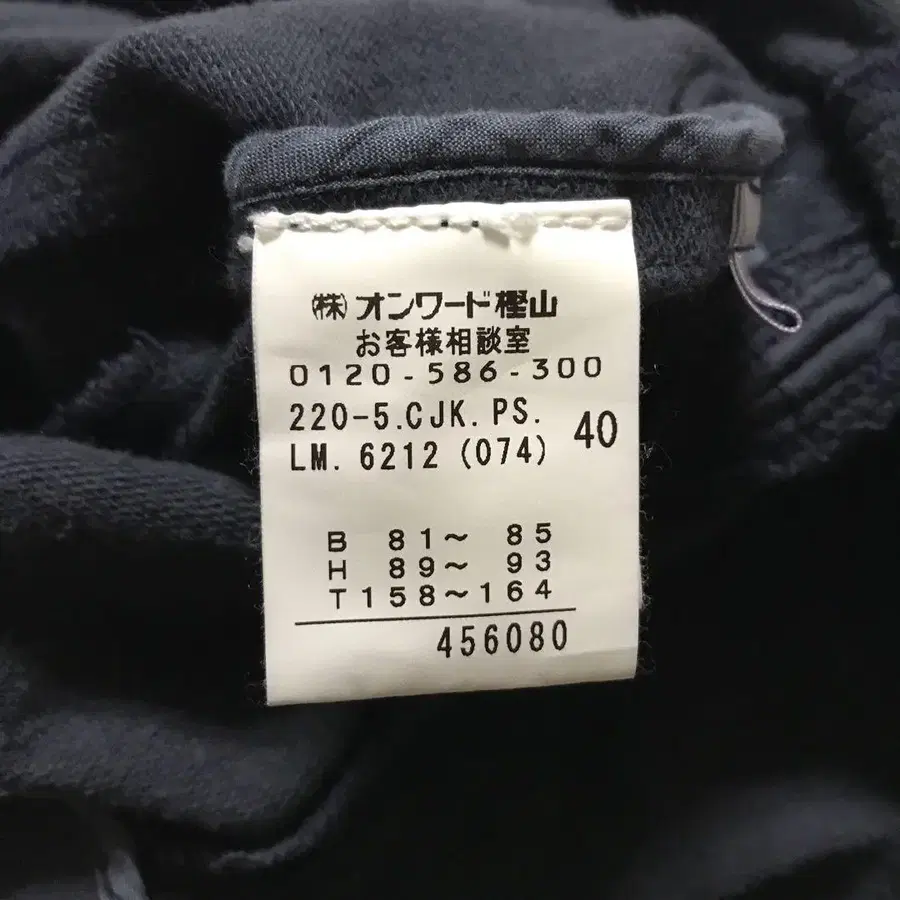 ㈱オンワード樫山
お客様相談室
0120-586-300
220-5.CJK.PS.
LM. 6212 (074) 40
B 81～ 85
H 89～ 93
T 158～164
456080